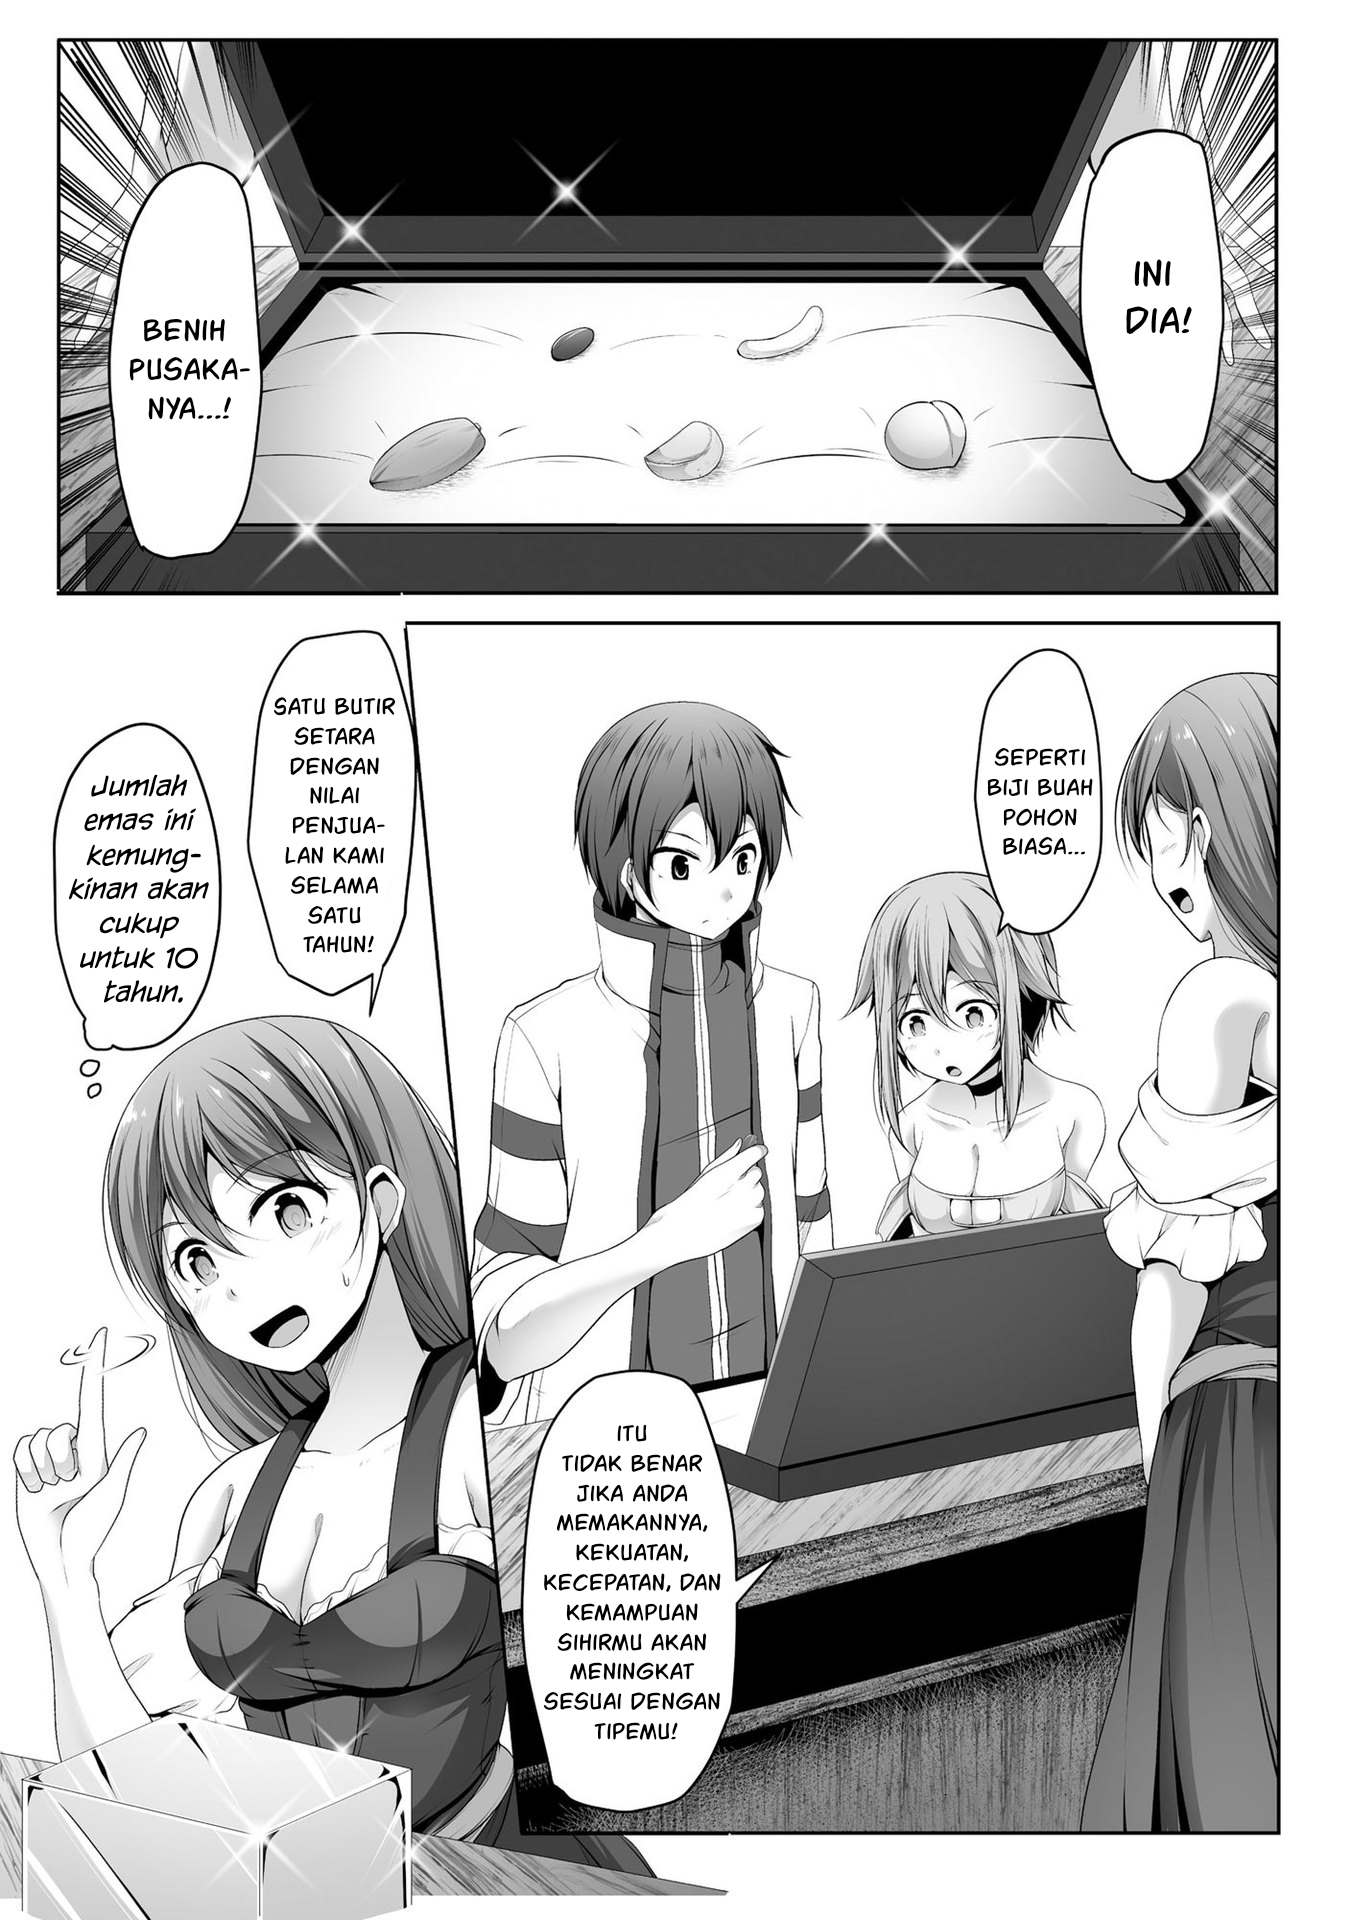 INI
DIA!
BENIH
PUSAKA-
NYA...!
SEPERTI
BIJI BUAH
POHON
BIASA...
ITU
TIDAK BENAR
JIKA ANDA
MEMAKANNYA,
KEKUATAN,
KECEPATAN, DAN
KEMAMPUAN
SIHIRMU AKAN
MENINGKAT
SESUAI DENGAN
TIPEMU!
SATU BUTIR
SETARA
DENGAN
NILAI
PENJUA-
LAN KAMI
SELAMA
SATU
TAHUN!
Jumlah
emas ini
kemung-
kinan akan
cukup
untuk 10
tahun.